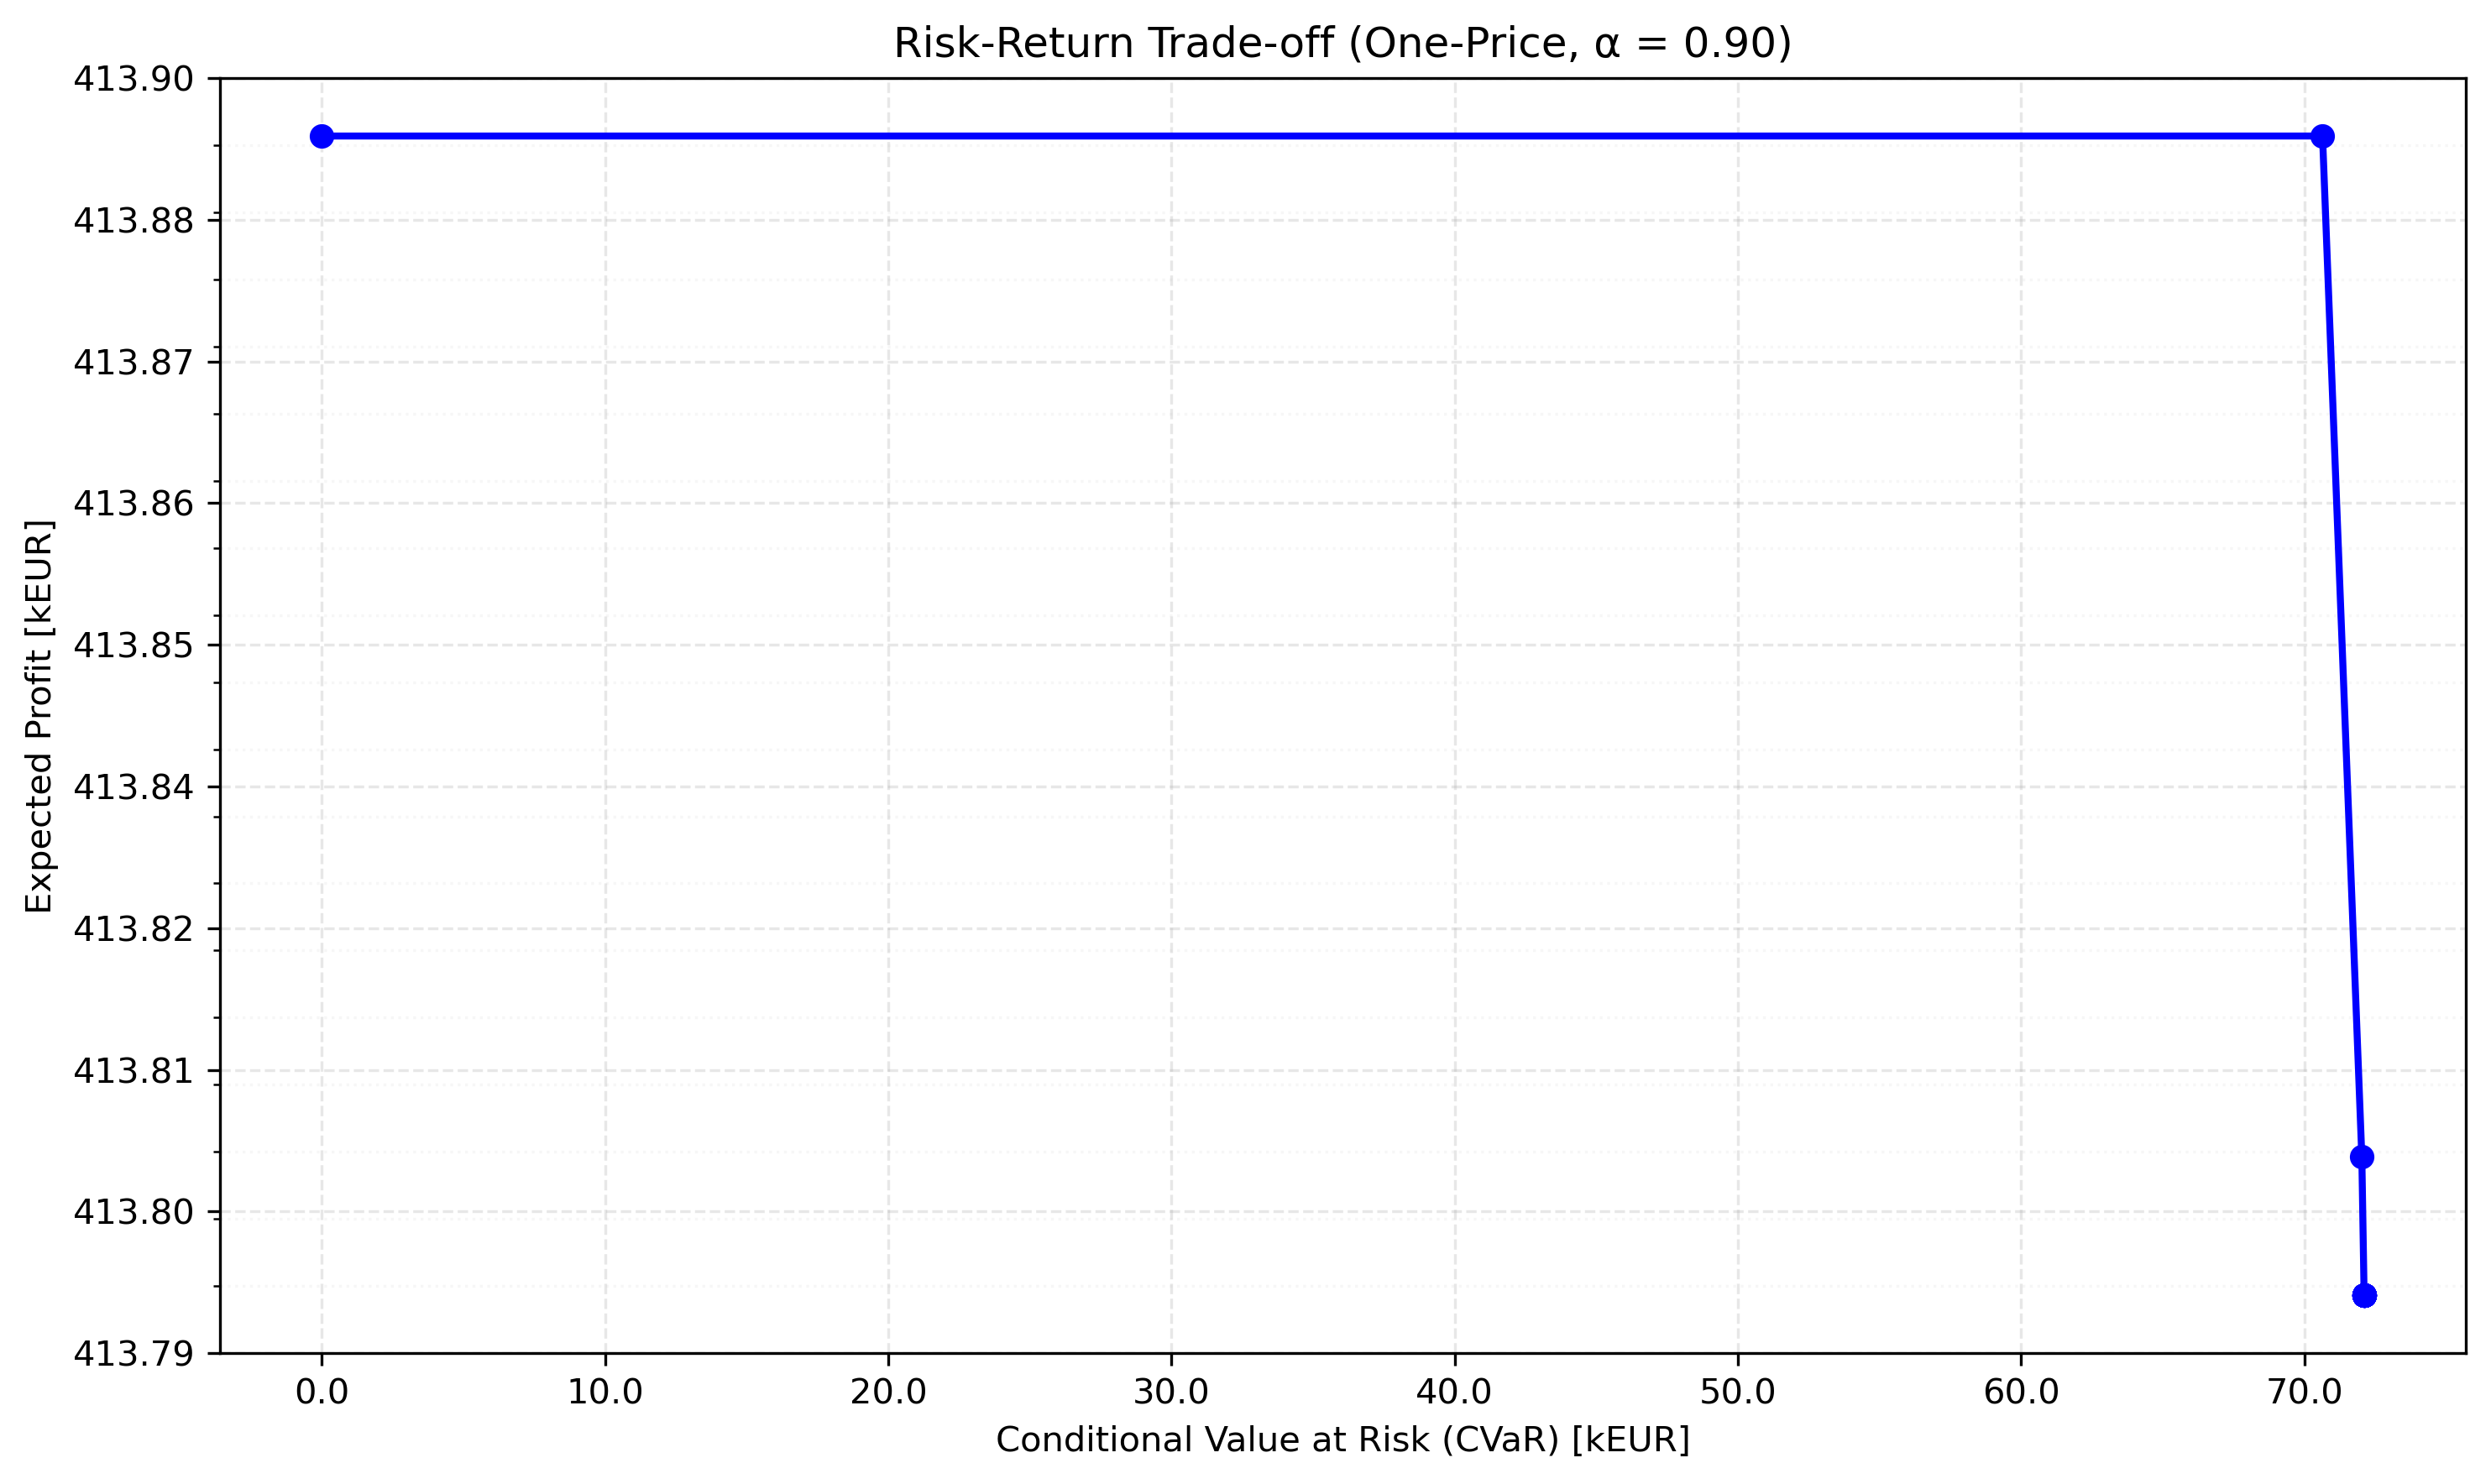 Risk-Return Trade-off (One-Price, α = 0.90)
413.90
413.88
413.87
413.86
413.85
413.84
413.82
413.81
413.80
413.79
Expected Profit [kEUR]
0.0 10.0 20.0 30.0 40.0 50.0 60.0 70.0
Conditional Value at Risk (CVaR) [kEUR]